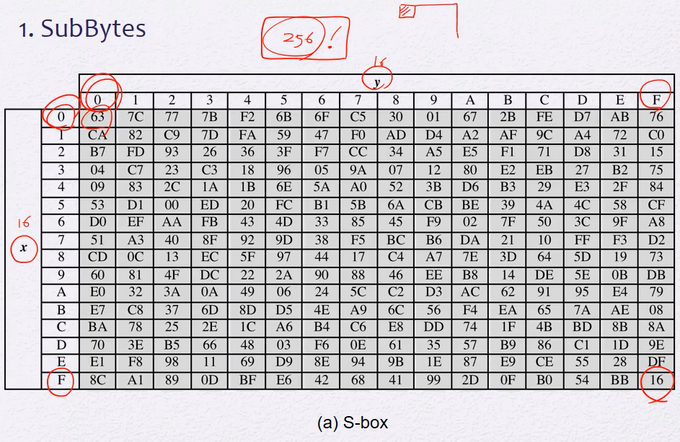 1. SubBytes
256!
16
y
0 1 2 3 4 5 6 7 8 9 A B C D E F
0 63 7C 77 7B F2 6B 6F C5 30 01 67 2B FE D7 AB 76
1 CA 82 C9 7D FA 59 47 F0 AD D4 A2 AF 9C A4 72 C0
2 B7 FD 93 26 36 3F F7 CC 34 A5 E5 F1 71 D8 31 15
3 04 C7 23 C3 18 96 05 9A 07 12 80 E2 EB 27 B2 75
4 09 83 2C 1A 1B 6E 5A A0 52 3B D6 B3 29 E3 2F 84
5 53 D1 00 ED 20 FC B1 5B 6A CB BE 39 4A 4C 58 CF
16
6 D0 EF AA FB 43 4D 33 85 45 F9 02 7F 50 3C 9F A8
x
7 51 A3 40 8F 92 9D 38 F5 BC B6 DA 21 10 FF F3 D2
8 CD 0C 13 EC 5F 97 44 17 C4 A7 7E 3D 64 5D 19 73
9 60 81 4F DC 22 2A 90 88 46 EE B8 14 DE 5E 0B DB
A E0 32 3A 0A 49 06 24 5C C2 D3 AC 62 91 95 E4 79
B E7 C8 37 6D 8D D5 4E A9 6C 56 F4 EA 65 7A AE 08
C BA 78 25 2E 1C A6 B4 C6 E8 DD 74 1F 4B BD 8B 8A
D 70 3E B5 66 48 03 F6 0E 61 35 57 B9 86 C1 1D 9E
E E1 F8 98 11 69 D9 8E 94 9B 1E 87 E9 CE 55 28 DF
F 8C A1 89 0D BF E6 42 68 41 99 2D 0F B0 54 BB 16
(a) S-box